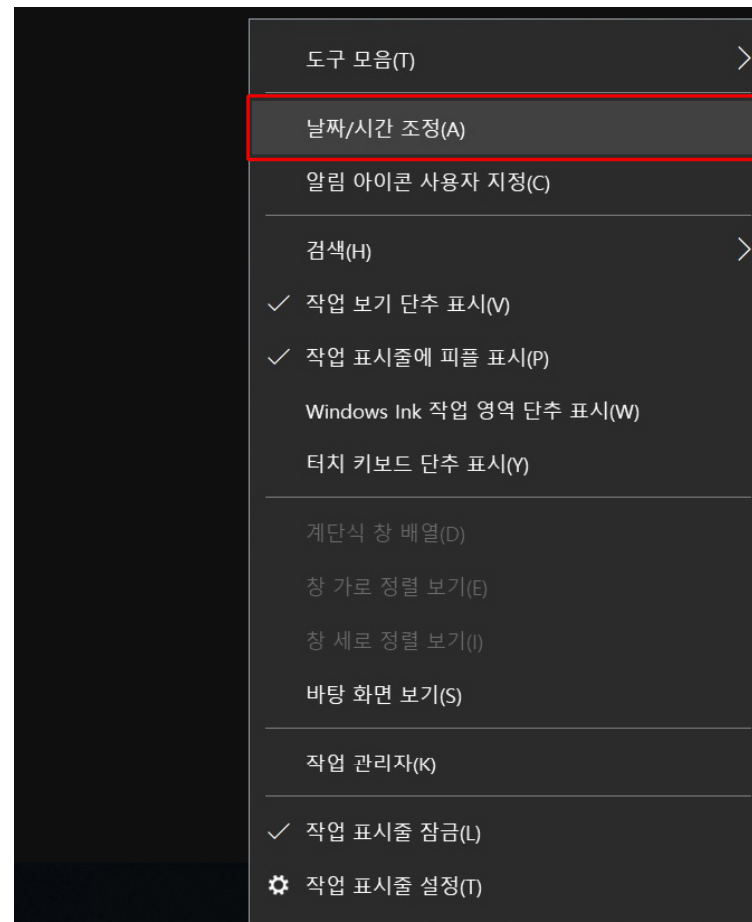 도구 모음(T)
날짜/시간 조정(A)
알림 아이콘 사용자 지정(C)
검색(H)
작업 보기 단추 표시(V)
작업 표시줄에 피플 표시(P)
Windows Ink 작업 영역 단추 표시(W)
터치 키보드 단추 표시(Y)
계단식 창 배열(D)
창 가로 정렬 보기(E)
창 세로 정렬 보기(I)
바탕 화면 보기(S)
작업 관리자(K)
작업 표시줄 잠금(L)
작업 표시줄 설정(T)